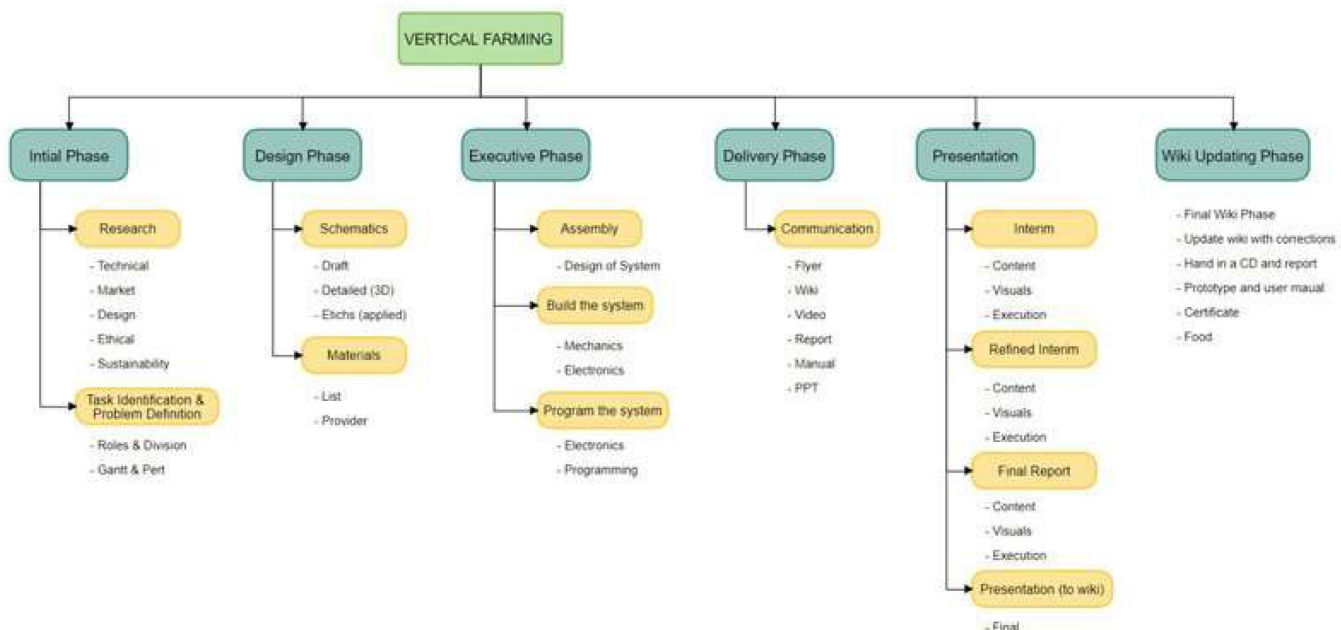 VERTICAL FARMING
Intial Phase
Research
- Technical
- Market
- Design
- Ethical
- Sustainability
Task Identification &
Problem Definition
- Roles & Division
- Gantt & Pert
Design Phase
Schematics
- Draft
- Detailed (3D)
- Etichs (applied)
Materials
- List
- Provider
Executive Phase
Assembly
- Design of System
Build the system
- Mechanics
- Electronics
Program the system
- Electronics
- Programming
Delivery Phase
Communication
- Flyer
- Wiki
- Video
- Report
- Manual
- PPT
Presentation
Interim
- Content
- Visuals
- Execution
Refined Interim
- Content
- Visuals
- Execution
Final Report
- Content
- Visuals
- Execution
Presentation (to wiki)
- Final
Wiki Updating Phase
- Final Wiki Phase
- Update wiki with corrections
- Hand in a CD and report
- Prototype and user maual
- Certificate
- Food